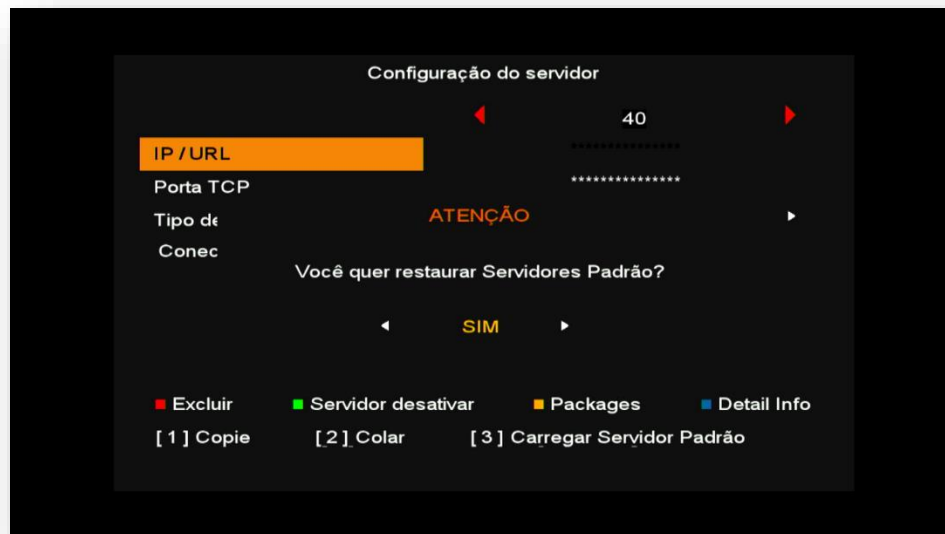 Configuração do servidor
40
IP / URL ***************
Porta TCP ***************
Tipo de
ATENÇÃO
Conec
Você quer restaurar Servidores Padrão?
SIM
Excluir Servidor desativar Packages Detail Info
[ 1 ] Copie [ 2 ] Colar [ 3 ] Carregar Servidor Padrão